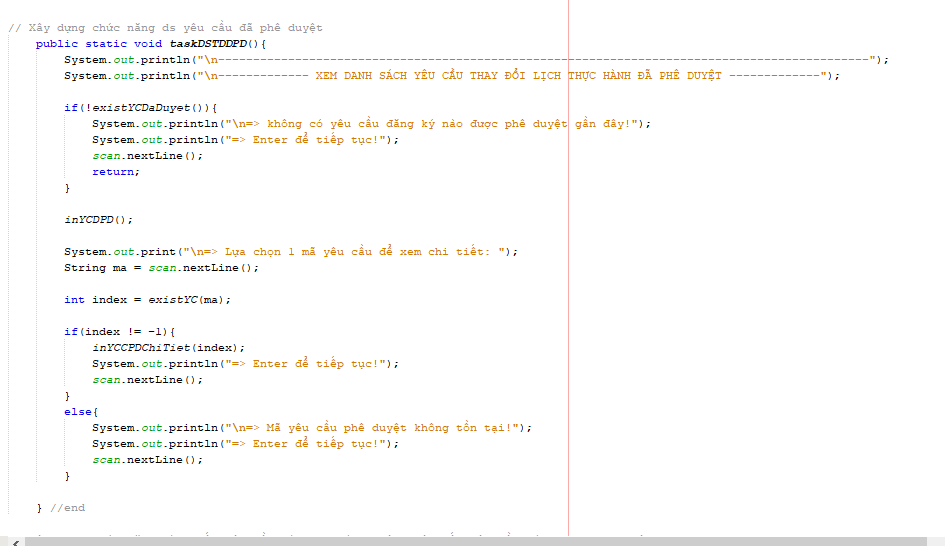 // Xây dựng chức năng ds yêu cầu đã phê duyệt
public static void taskDSTDDPD(){
System.out.println("\n---------------------------------------------------------------------------------------------");
System.out.println("\n------------- XEM DANH SÁCH YÊU CẦU THAY ĐỔI LỊCH THỰC HÀNH ĐÃ PHÊ DUYỆT -------------");
if(!existYCDaDuyet()){
System.out.println("\n=> không có yêu cầu đăng ký nào được phê duyệt gần đây!");
System.out.println("=> Enter để tiếp tục!");
scan.nextLine();
return;
}
inYCDPD();
System.out.print("\n=> Lựa chọn 1 mã yêu cầu để xem chi tiết: ");
String ma = scan.nextLine();
int index = existYC(ma);
if(index != -1){
inYCCPDChiTiet(index);
System.out.println("=> Enter để tiếp tục!");
scan.nextLine();
}
else{
System.out.println("\n=> Mã yêu cầu phê duyệt không tồn tại!");
System.out.println("=> Enter để tiếp tục!");
scan.nextLine();
}
} //end